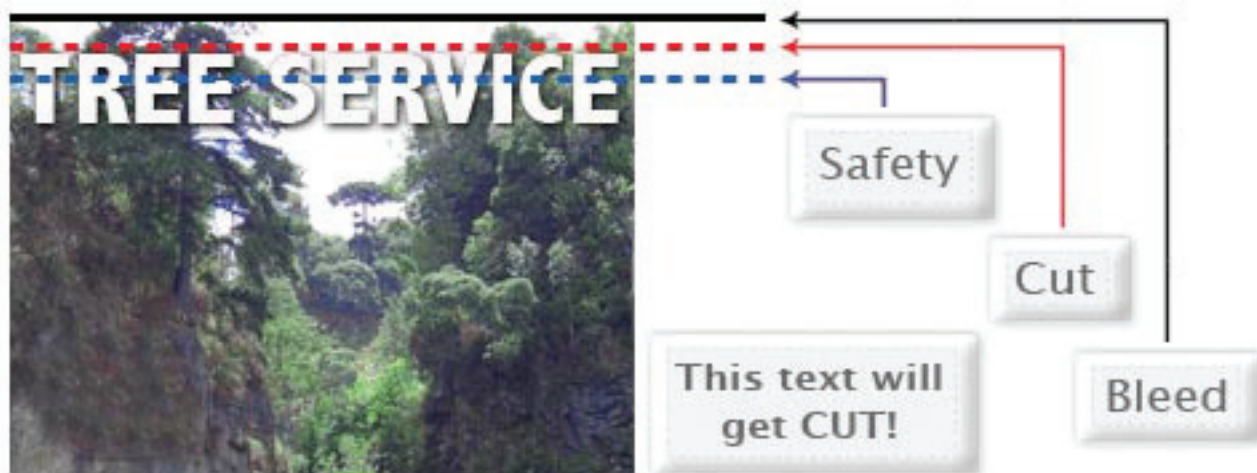 TREE SERVICE
Safety
Cut
Bleed
This text will
get CUT!